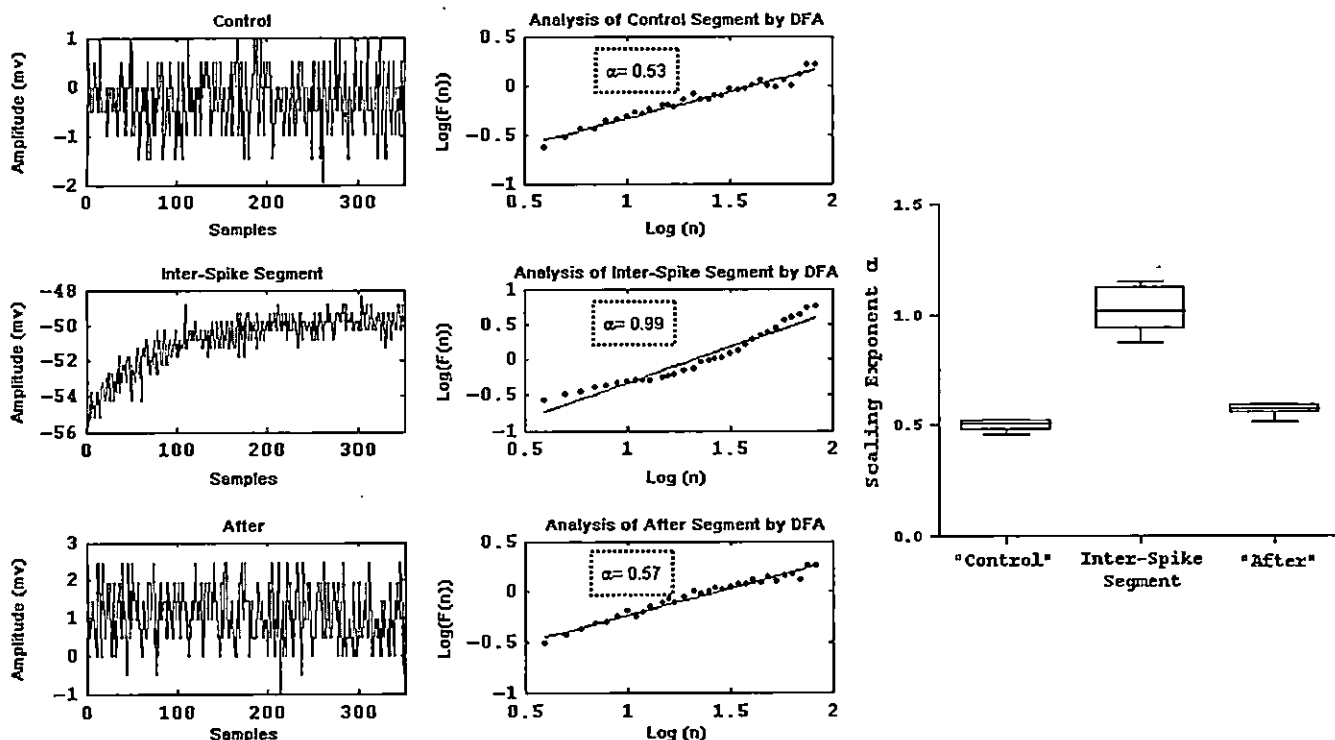 Control
Amplitude (mv)
1
0
−1
−2
0 100 200 300
Samples
Analysis of Control Segment by DFA
α= 0.53
Log(F(n))
0.5
0
−0.5
−1
0.5 1 1.5 2
Log (n)
Inter-Spike Segment
Amplitude (mv)
−48
−50
−52
−54
−56
0 100 200 300
Samples
Analysis of Inter-Spike Segment by DFA
α= 0.99
Log(F(n))
1
0.5
0
−0.5
−1
0.5 1 1.5 2
Log (n)
After
Amplitude (mv)
3
2
1
0
−1
0 100 200 300
Samples
Analysis of After Segment by DFA
α= 0.57
Log(F(n))
0.5
0
−0.5
−1
0.5 1 1.5 2
Log (n)
Scaling Exponent α
1.5
1.0
0.5
0.0
"Control" Inter-Spike Segment "After"